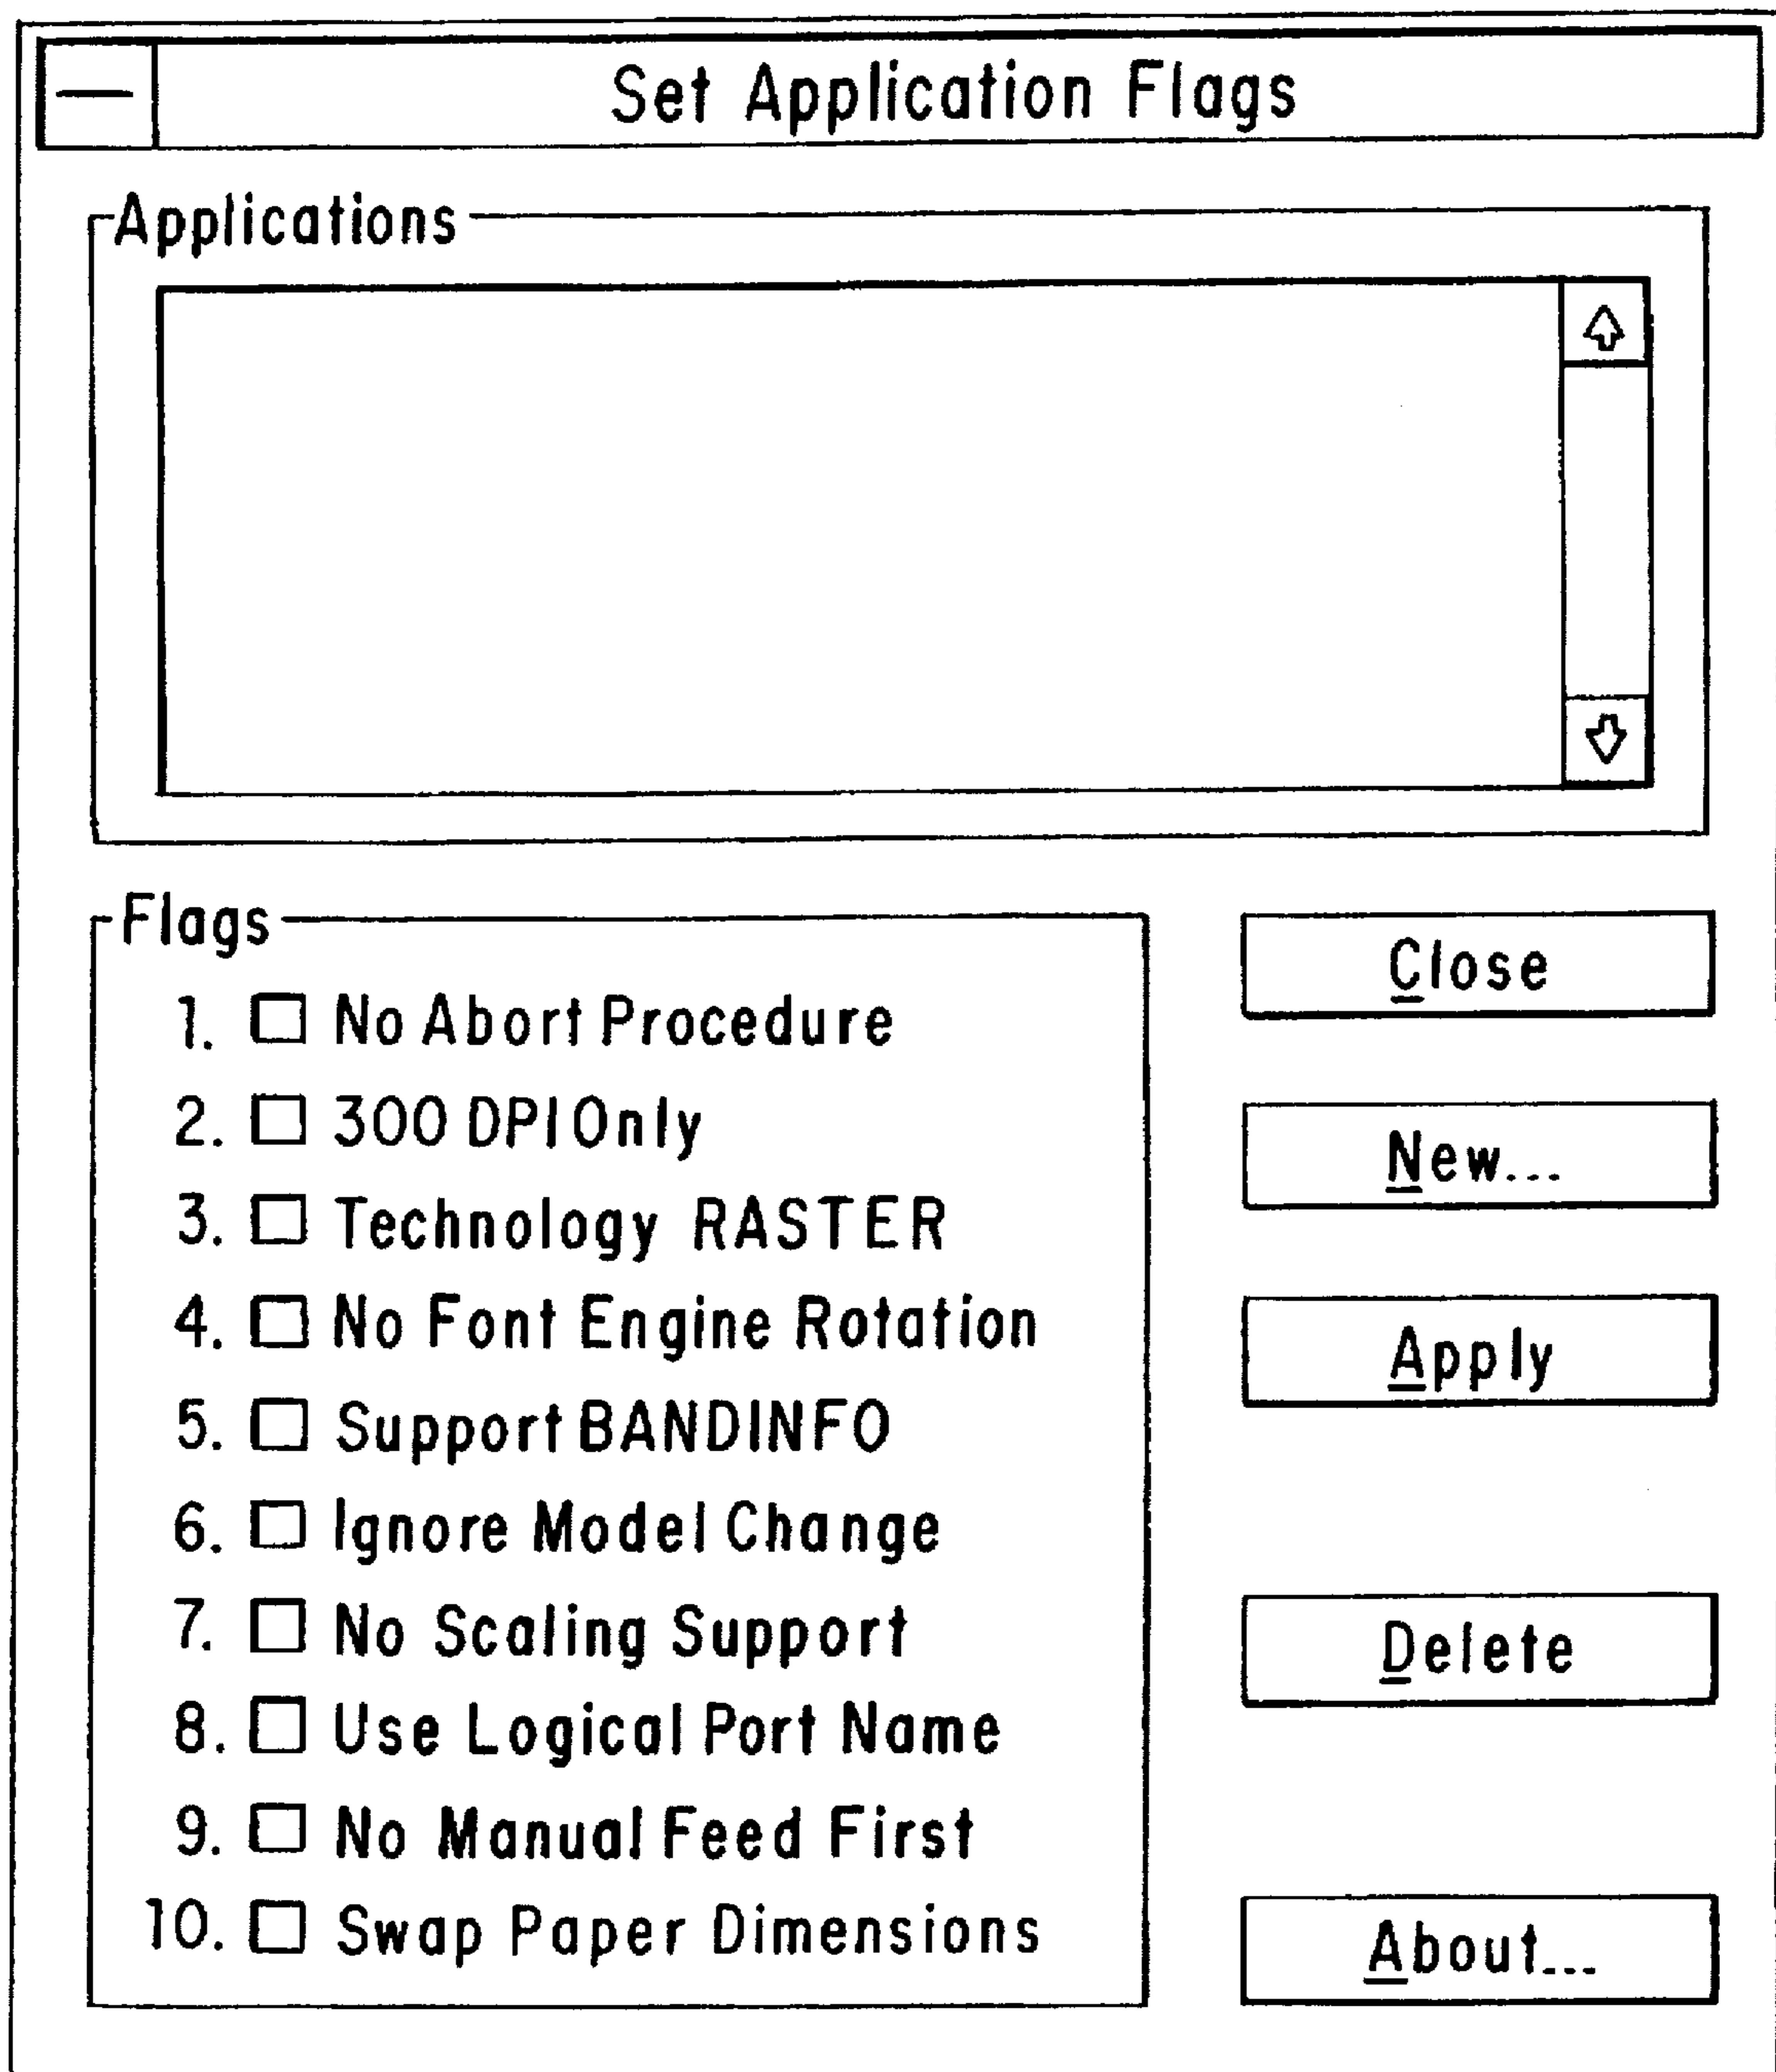 Set Application Flags
Applications
Flags
1. No Abort Procedure
2. 300 DPI Only
3. Technology RASTER
4. No Font Engine Rotation
5. Support BANDINFO
6. Ignore Model Change
7. No Scaling Support
8. Use Logical Port Name
9. No Manual Feed First
10. Swap Paper Dimensions
Close
New...
Apply
Delete
About...